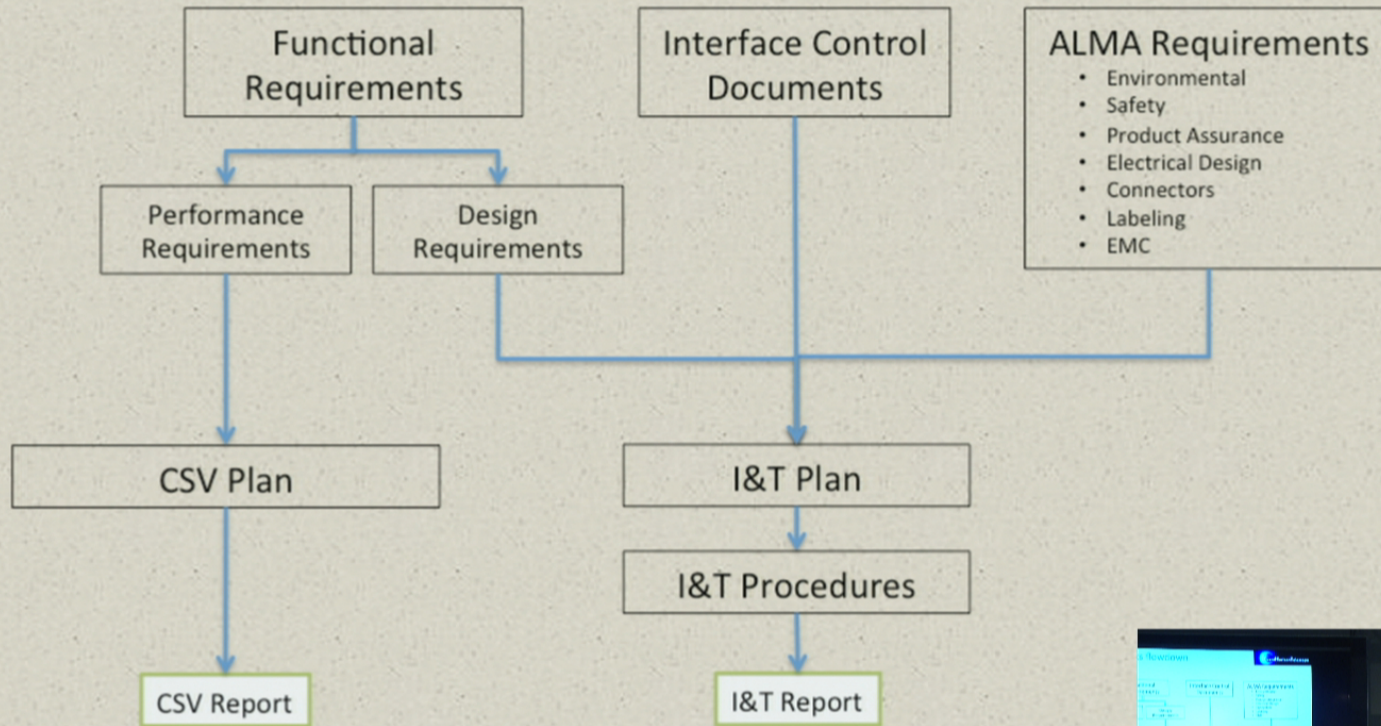 Functional
Requirements
Interface Control
Documents
ALMA Requirements
• Environmental
• Safety
• Product Assurance
• Electrical Design
• Connectors
• Labeling
• EMC
Performance
Requirements
Design
Requirements
CSV Plan
I&T Plan
I&T Procedures
CSV Report
I&T Report